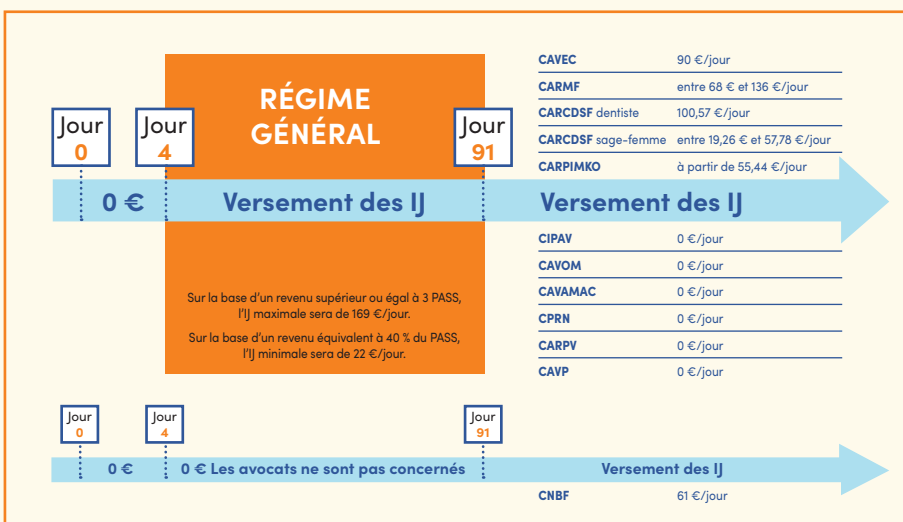 RÉGIME
GÉNÉRAL
Jour
0
Jour
4
Jour
91
0 €
Versement des IJ
Versement des IJ
Sur la base d'un revenu supérieur ou égal à 3 PASS,
l'IJ maximale sera de 169 €/jour.
Sur la base d'un revenu équivalent à 40 % du PASS,
l'IJ minimale sera de 22 €/jour.
CAVEC 90 €/jour
CARMF entre 68 € et 136 €/jour
CARCDSF dentiste 100,57 €/jour
CARCDSF sage-femme entre 19,26 € et 57,78 €/jour
CARPIMKO à partir de 55,44 €/jour
CIPAV 0 €/jour
CAVOM 0 €/jour
CAVAMAC 0 €/jour
CPRN 0 €/jour
CARPV 0 €/jour
CAVP 0 €/jour
Jour
0
Jour
4
Jour
91
0 €
0 € Les avocats ne sont pas concernés
Versement des IJ
CNBF 61 €/jour